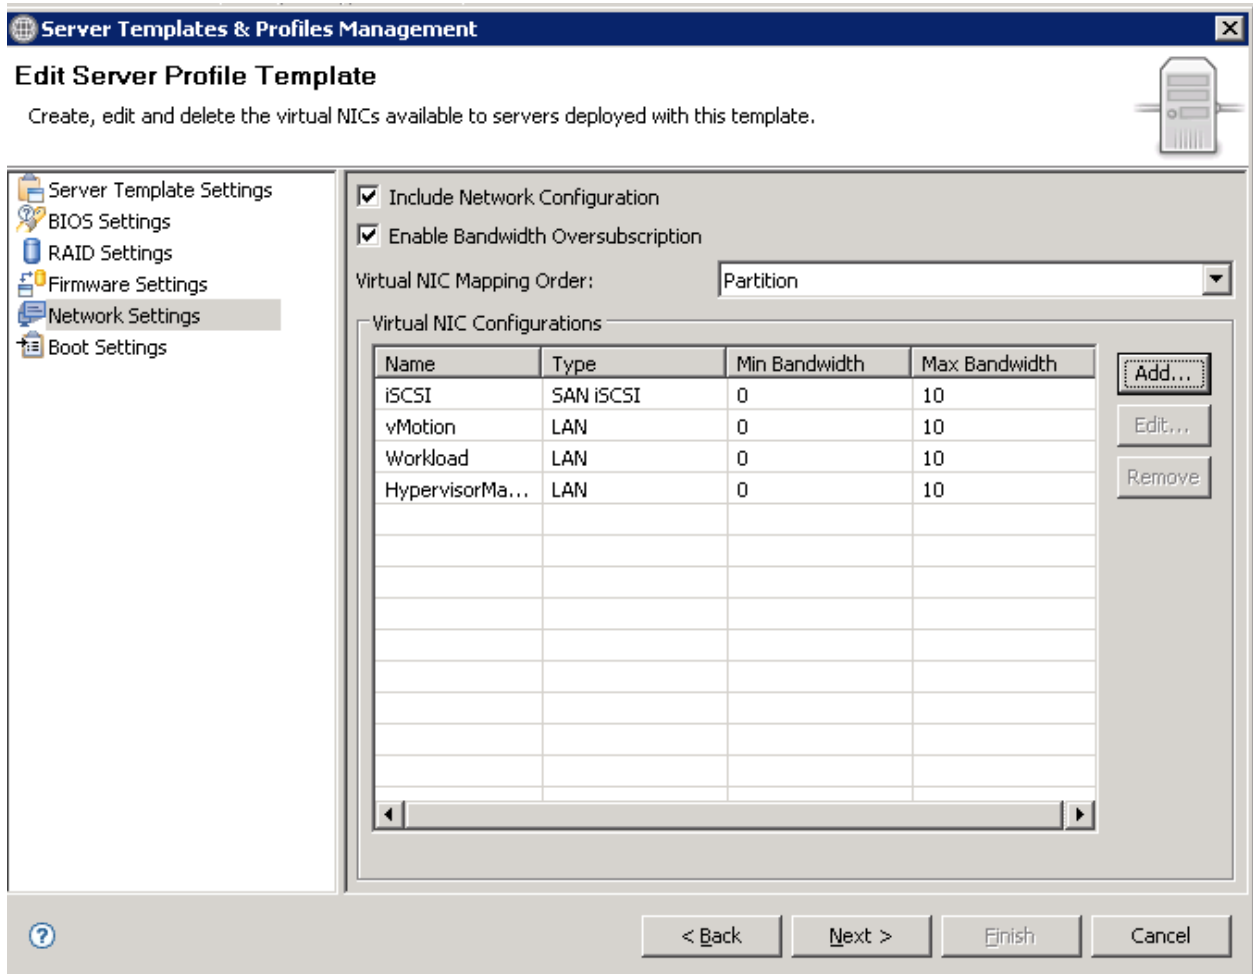 Server Templates & Profiles Management
Edit Server Profile Template
Create, edit and delete the virtual NICs available to servers deployed with this template.
Server Template Settings
BIOS Settings
RAID Settings
Firmware Settings
Network Settings
Boot Settings
Include Network Configuration
Enable Bandwidth Oversubscription
Virtual NIC Mapping Order: Partition
Virtual NIC Configurations
Name Type Min Bandwidth Max Bandwidth
iSCSI SAN iSCSI 0 10
vMotion LAN 0 10
Workload LAN 0 10
HypervisorMa... LAN 0 10
Add...
Edit...
Remove
< Back Next > Finish Cancel